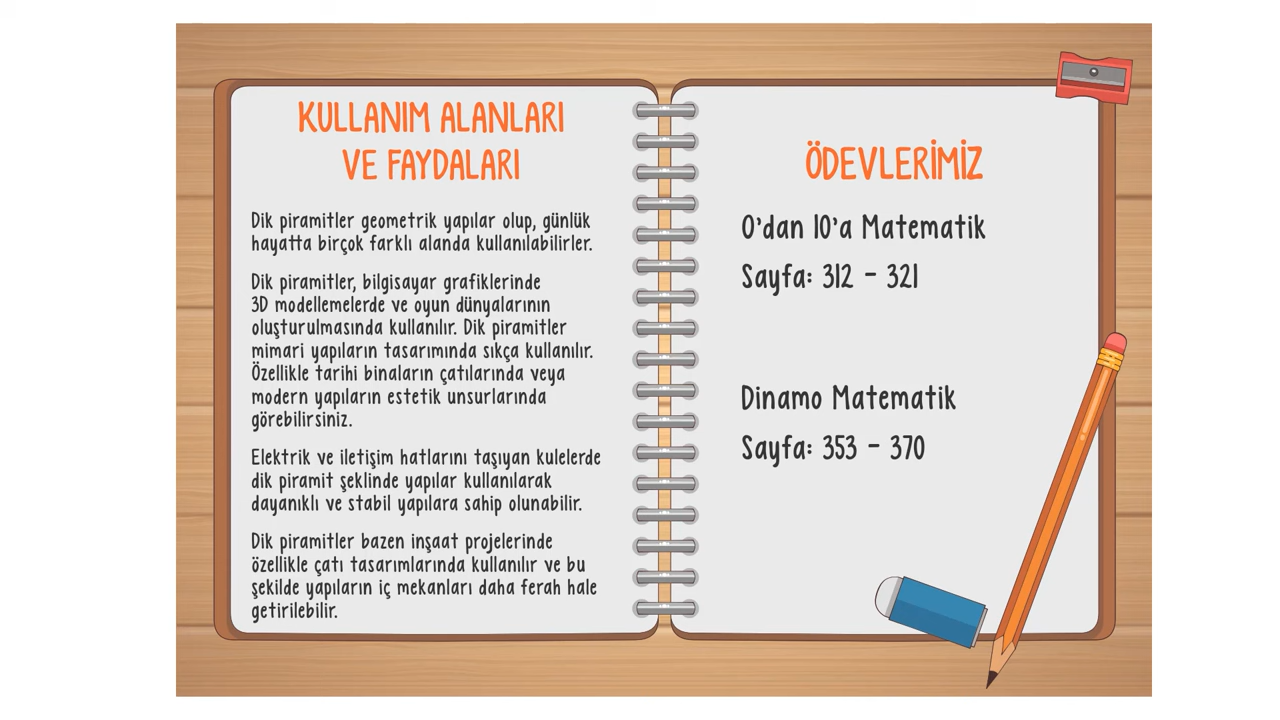 KULLANIM ALANLARI
VE FAYDALARI
Dik piramitler geometrik yapılar olup, günlük
hayatta birçok farklı alanda kullanılabilirler.
Dik piramitler, bilgisayar grafiklerinde
3D modellemelerde ve oyun dünyalarının
oluşturulmasında kullanılır. Dik piramitler
mimari yapıların tasarımında sıkça kullanılır.
Özellikle tarihi binaların çatılarında veya
modern yapıların estetik unsurlarında
görebilirsiniz.
Elektrik ve iletişim hatlarını taşıyan kulelerde
dik piramit şeklinde yapılar kullanılarak
dayanıklı ve stabil yapılara sahip olunabilir.
Dik piramitler bazen inşaat projelerinde
özellikle çatı tasarımlarında kullanılır ve bu
şekilde yapıların iç mekanları daha ferah hale
getirilebilir.
ÖDEVLERİMİZ
0'dan 10'a Matematik
Sayfa: 312 - 321
Dinamo Matematik
Sayfa: 353 - 370